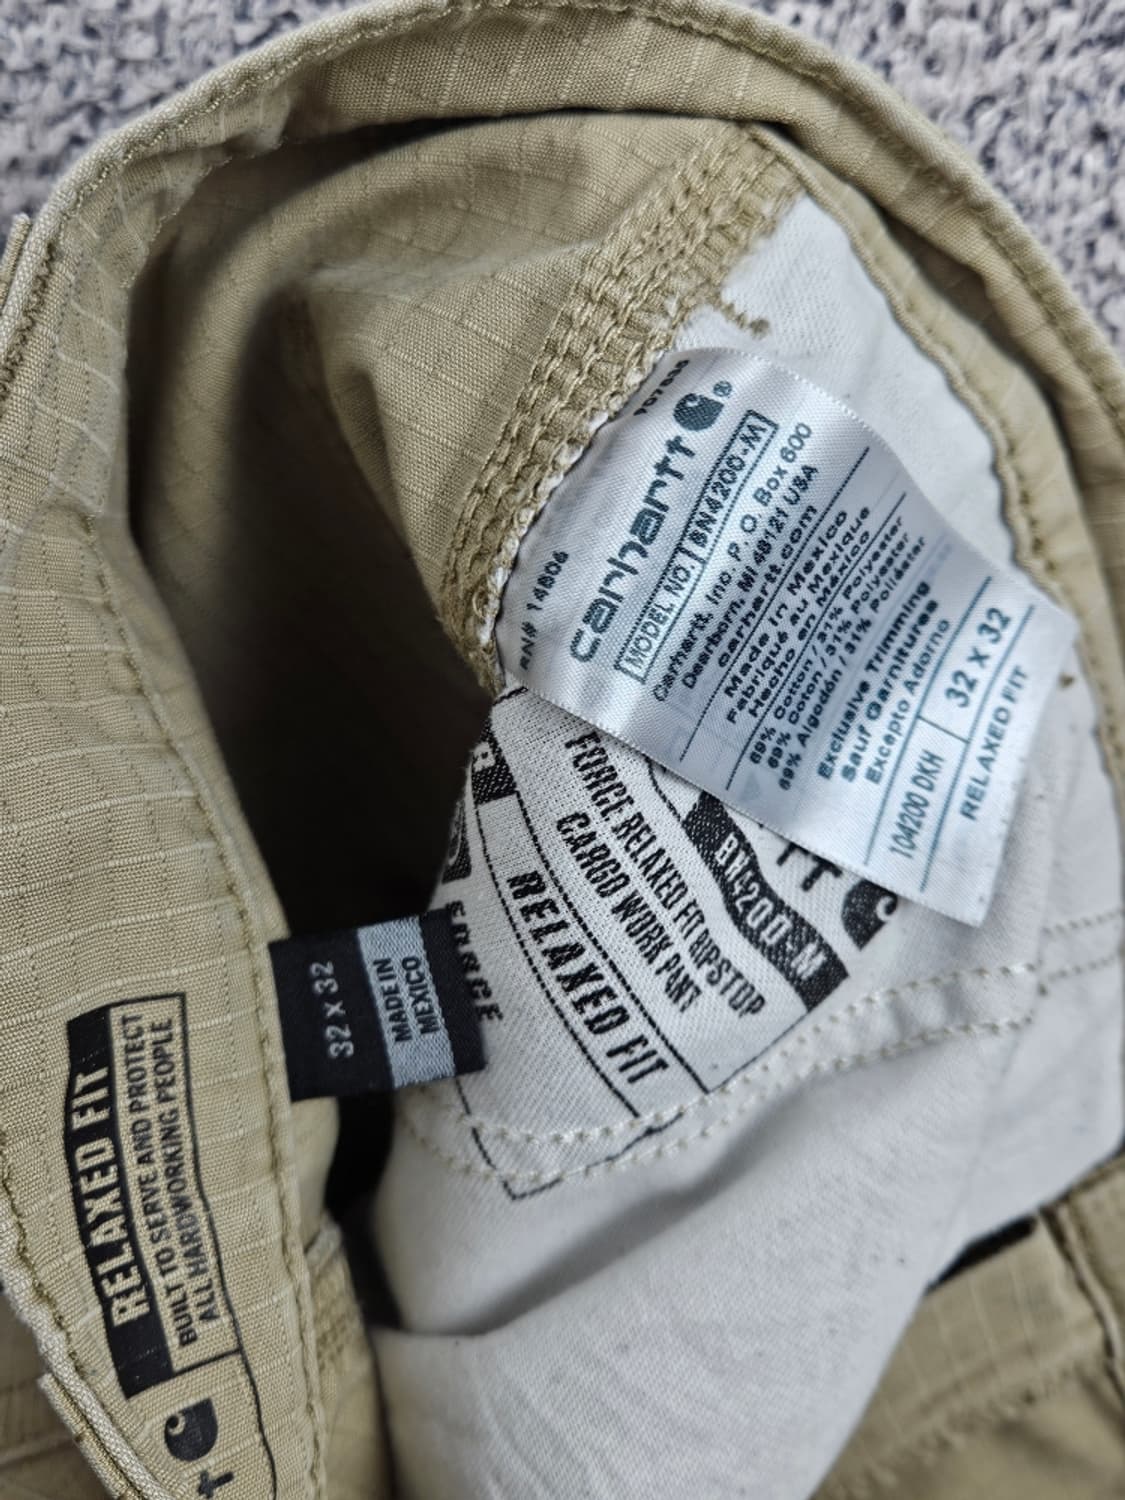 carhartt
MODEL NO. BN4200-M
Carhartt, Inc. P.O. Box 600
Dearborn, MI 48121 USA
carhartt.com
Made in Mexico
Fabriqué au Mexique
Hecho en México
69% Cotton / 31% Polyester
69% Coton / 31% Polyester
69% Algodón / 31% Poliéster
Exclusive Trimming
Sauf Garnitures
Excepto Adorno
104200 DKH 32 X 32
RELAXED FIT
RN# 14806
BN4200-M
FORCE RELAXED FIT RIPSTOP
CARGO WORK PANT
RELAXED FIT
FORCE
32 X 32
MADE IN
MEXICO
RELAXED FIT
BUILT TO SERVE AND PROTECT
ALL HARDWORKING PEOPLE